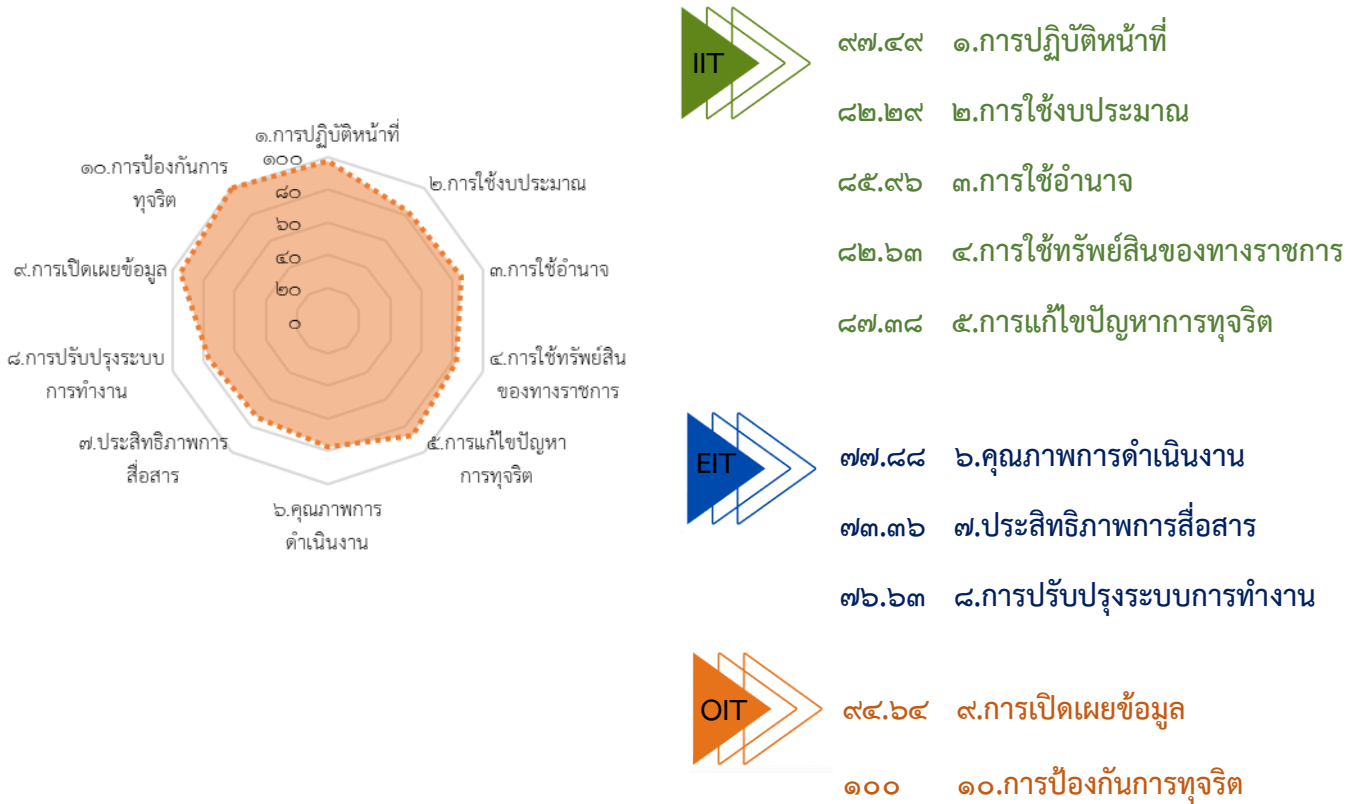 ๑.การปฏิบัติหน้าที่
๑๐๐
๘๐
๖๐
๔๐
๒๐
๐
๒.การใช้งบประมาณ
๓.การใช้อำนาจ
๔.การใช้ทรัพย์สิน
ของทางราชการ
๕.การแก้ไขปัญหา
การทุจริต
๖.คุณภาพการ
ดำเนินงาน
๗.ประสิทธิภาพการ
สื่อสาร
๘.การปรับปรุงระบบ
การทำงาน
๙.การเปิดเผยข้อมูล
๑๐.การป้องกันการ
ทุจริต
IIT
๙๗.๔๙ ๑.การปฏิบัติหน้าที่
๘๒.๒๙ ๒.การใช้งบประมาณ
๘๕.๙๖ ๓.การใช้อำนาจ
๘๒.๖๓ ๔.การใช้ทรัพย์สินของทางราชการ
๘๗.๓๘ ๕.การแก้ไขปัญหาการทุจริต
EIT
๗๗.๘๘ ๖.คุณภาพการดำเนินงาน
๗๓.๓๖ ๗.ประสิทธิภาพการสื่อสาร
๗๖.๖๓ ๘.การปรับปรุงระบบการทำงาน
OIT
๙๔.๖๔ ๙.การเปิดเผยข้อมูล
๑๐๐ ๑๐.การป้องกันการทุจริต